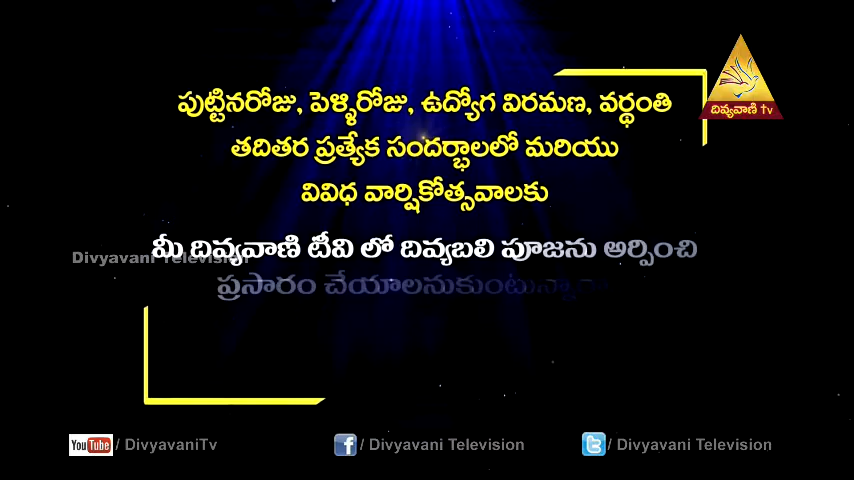 దివ్యవాణి tv
పుట్టినరోజు, పెళ్ళిరోజు, ఉద్యోగ విరమణ, వర్థంతి
తదితర ప్రత్యేక సందర్భాలలో మరియు
వివిధ వార్షికోత్సవాలకు
మీ దివ్యవాణి టీవి లో దివ్యబలి పూజను అర్పించి
Divyavani Television
ప్రసారం చేయాలనుకుంటున్నారా
YouTube / DivyavaniTv
/ Divyavani Television
/ Divyavani Television